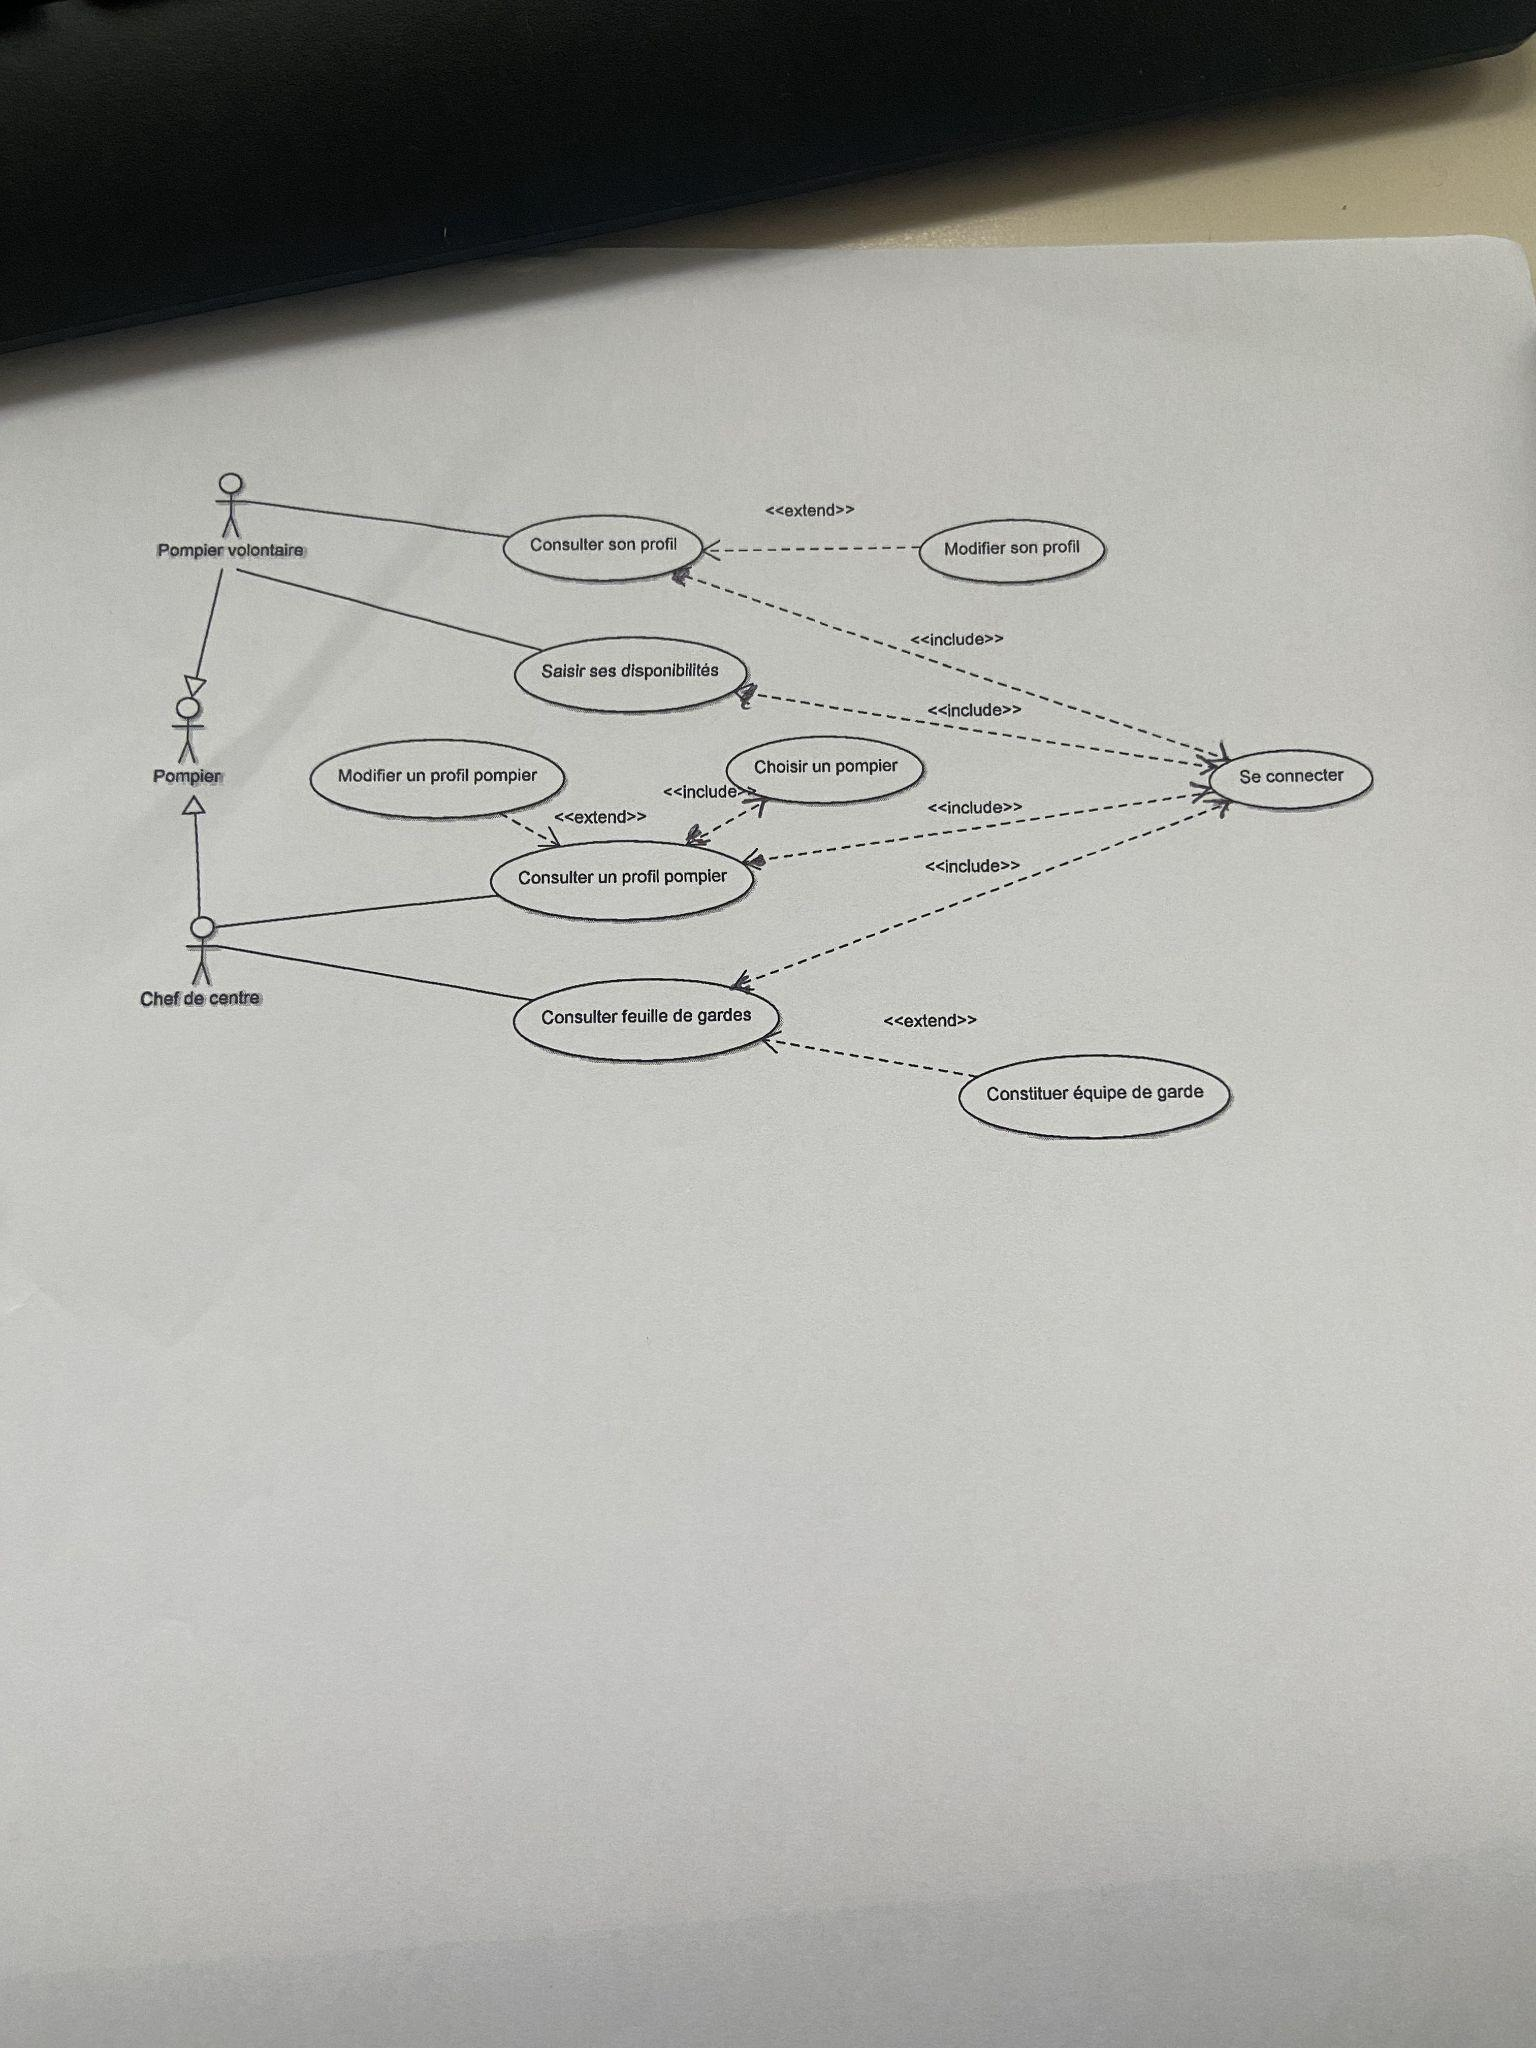 <<extend>>
Consulter son profil
Modifier son profil
Pompier volontaire
<<include>>
Saisir ses disponibilités
<<include>>
Choisir un pompier
Modifier un profil pompier
Pompier
Se connecter
<<include>>
<<include>>
<<extend>>
<<include>>
Consulter un profil pompier
Chef de centre
Consulter feuille de gardes
<<extend>>
Constituer équipe de garde